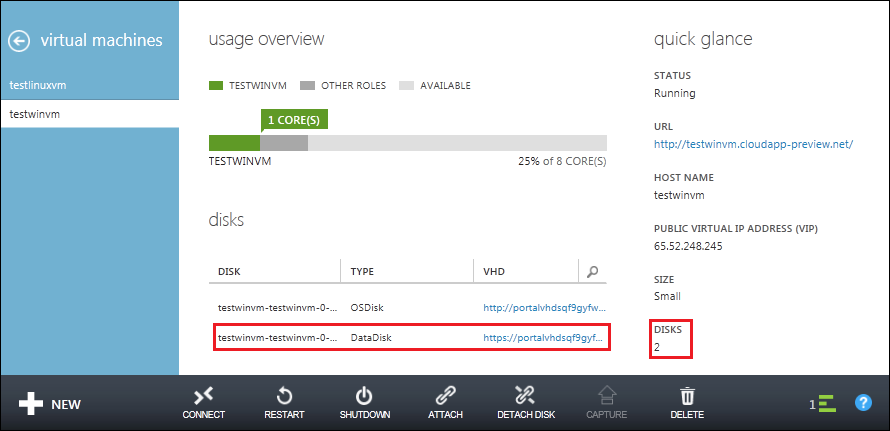 virtual machines
testlinuxvm
testwinvm
usage overview
TESTWINVM OTHER ROLES AVAILABLE
1 CORE(S)
TESTWINVM 25% of 8 CORE(S)
disks
DISK TYPE VHD
testwinvm-testwinvm-0-... OSDisk http://portalvhdsqf9gyfw...
testwinvm-testwinvm-0-... DataDisk https://portalvhdsqf9gyf...
quick glance
STATUS
Running
URL
http://testwinvm.cloudapp-preview.net/
HOST NAME
testwinvm
PUBLIC VIRTUAL IP ADDRESS (VIP)
65.52.248.245
SIZE
Small
DISKS
2
NEW CONNECT RESTART SHUTDOWN ATTACH DETACH DISK CAPTURE DELETE 1 ?